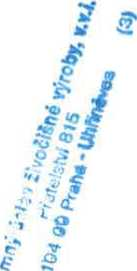 živočišné výroby, v.v.i.
Přátelství 815
104 00 Praha - Uhříněves
(3)